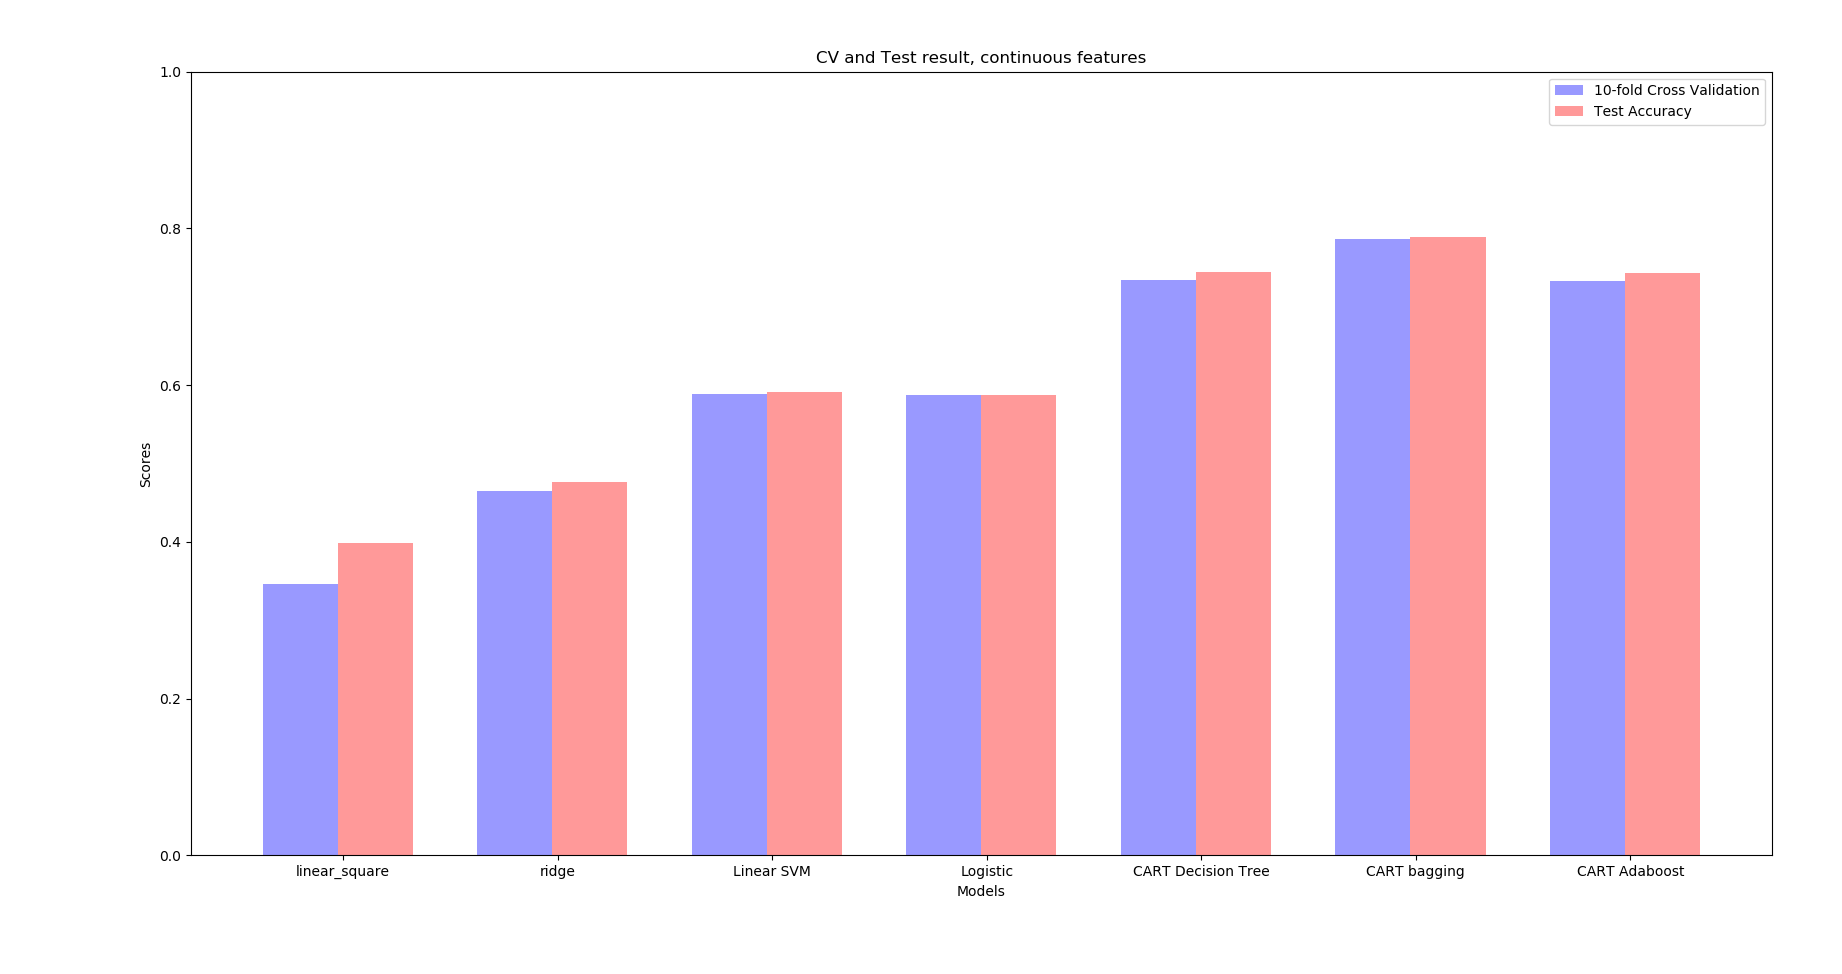 CV and Test result, continuous features
10-fold Cross Validation
Test Accuracy
1.0
0.8
0.6
0.4
0.2
0.0
Scores
linear_square
ridge
Linear SVM
Logistic
CART Decision Tree
CART bagging
CART Adaboost
Models